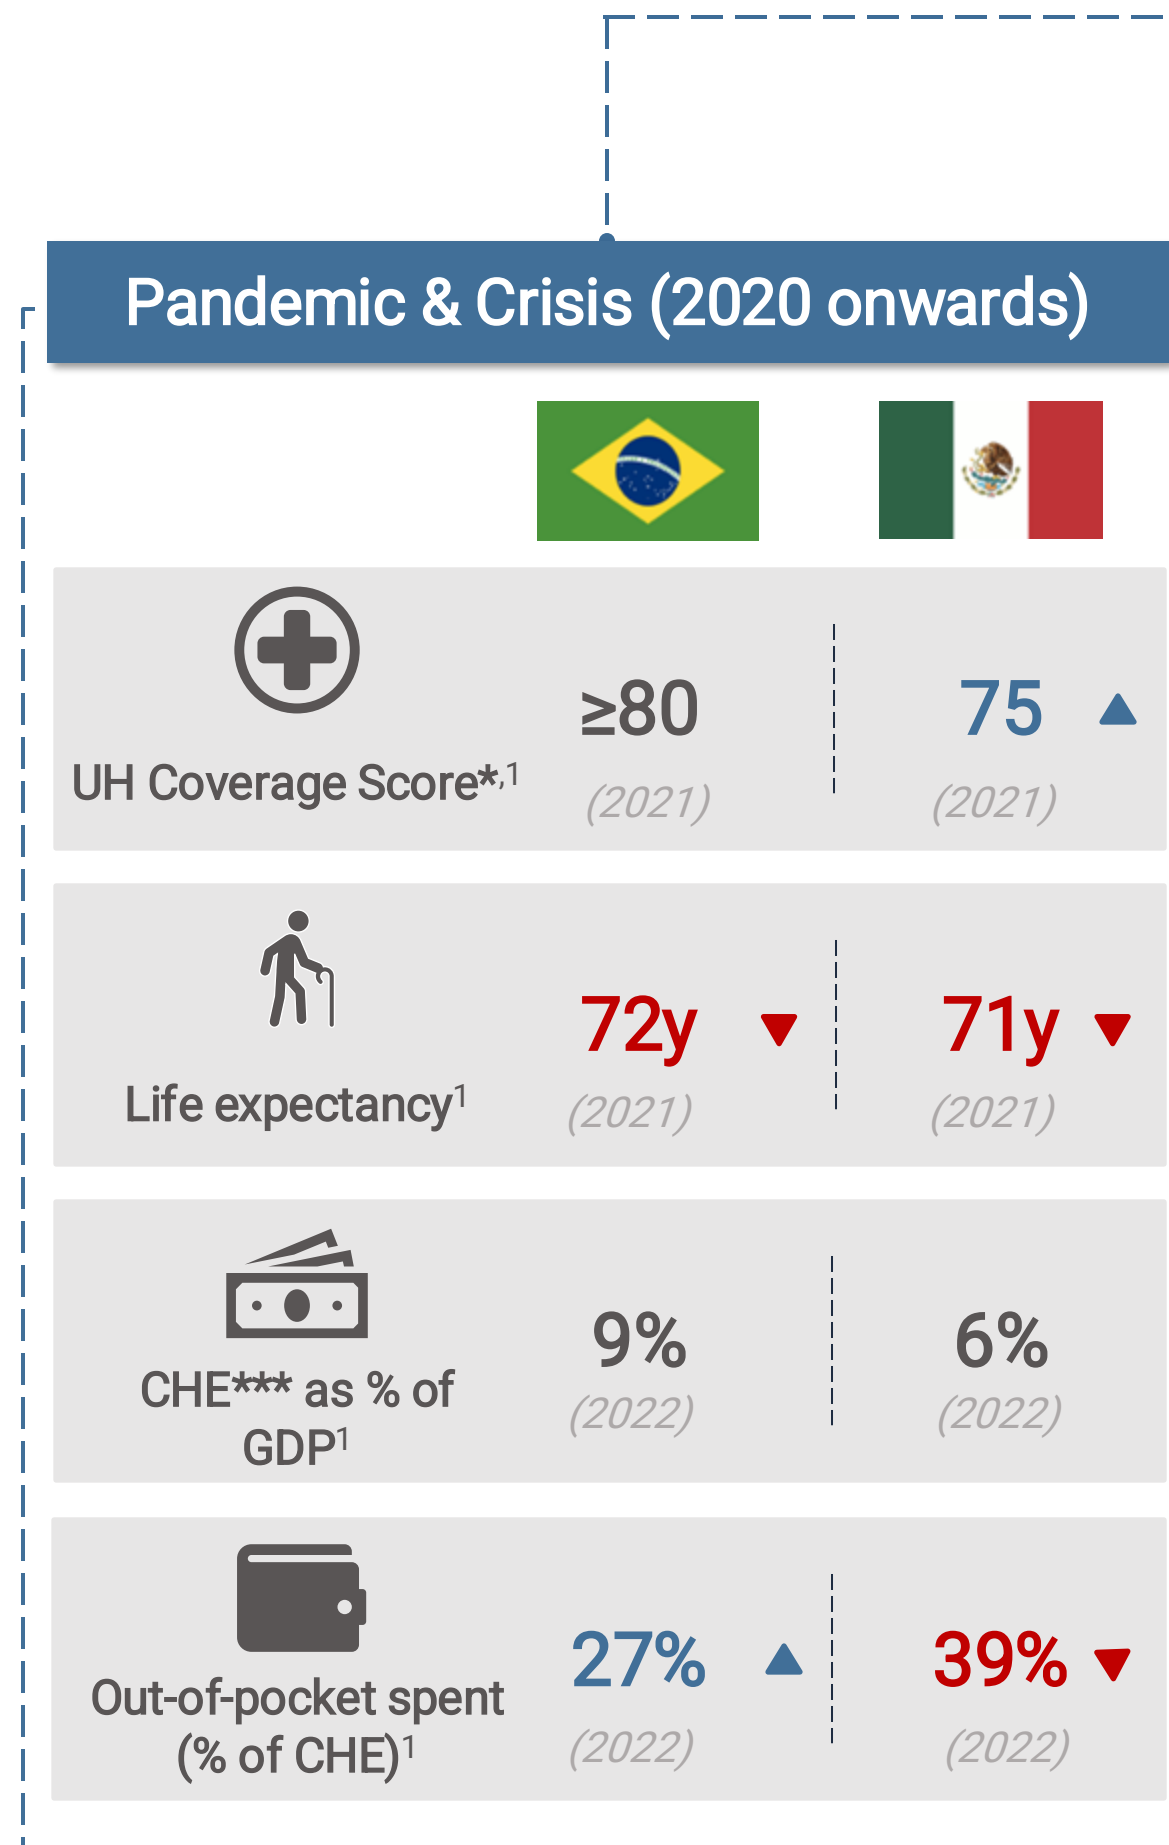 Pandemic & Crisis (2020 onwards)
≥80
75
UH Coverage Score*,1
(2021)
(2021)
72y
71y
Life expectancy1
(2021)
(2021)
9%
6%
CHE*** as % of
GDP1
(2022)
(2022)
27%
39%
Out-of-pocket spent
(% of CHE)1
(2022)
(2022)